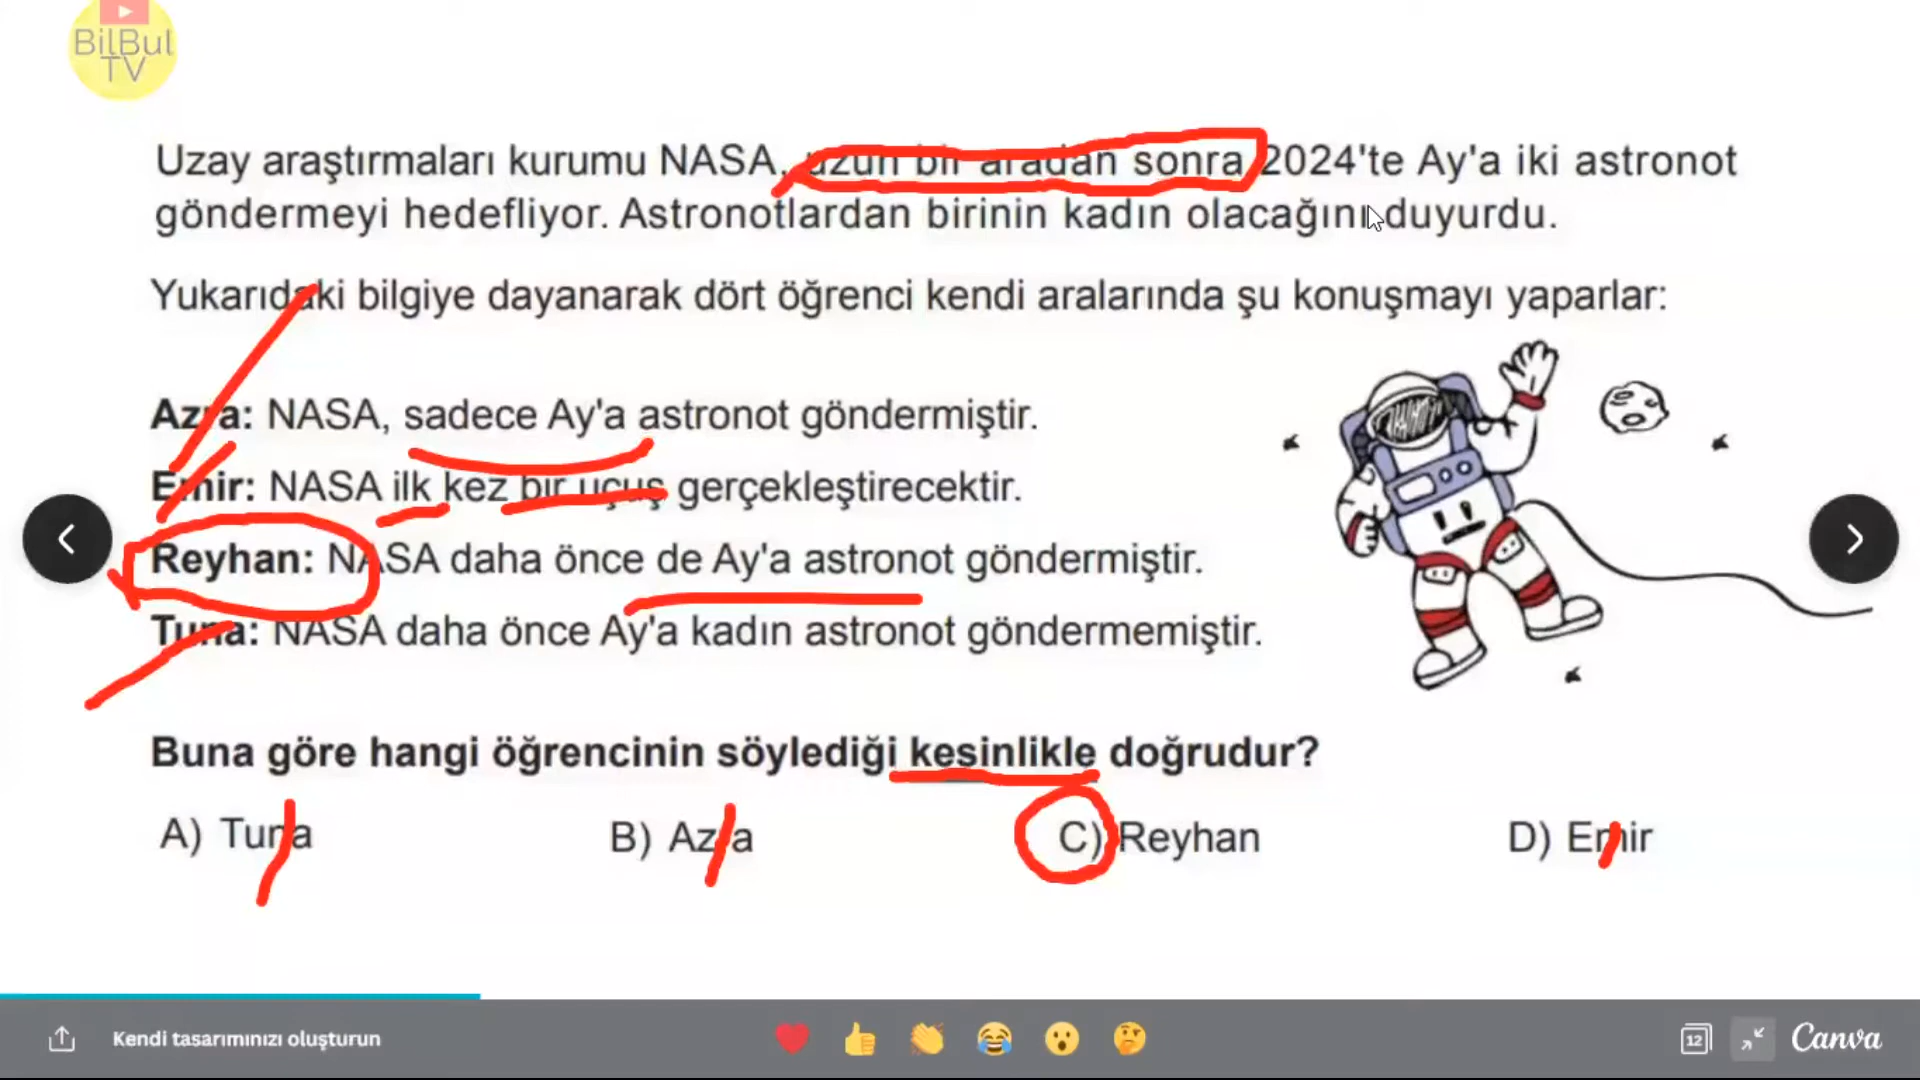 BilBul
TV
Uzay araştırmaları kurumu NASA, uzun bir aradan sonra 2024'te Ay'a iki astronot
göndermeyi hedefliyor. Astronotlardan birinin kadın olacağını duyurdu.
Yukarıdaki bilgiye dayanarak dört öğrenci kendi aralarında şu konuşmayı yaparlar:
Azra: NASA, sadece Ay'a astronot göndermiştir.
Emir: NASA ilk kez bir uçuş gerçekleştirecektir.
Reyhan: NASA daha önce de Ay'a astronot göndermiştir.
Tuna: NASA daha önce Ay'a kadın astronot göndermemiştir.
Buna göre hangi öğrencinin söylediği kesinlikle doğrudur?
A) Tuna B) Azra C) Reyhan D) Emir
Kendi tasarımınızı oluşturun 12 Canva